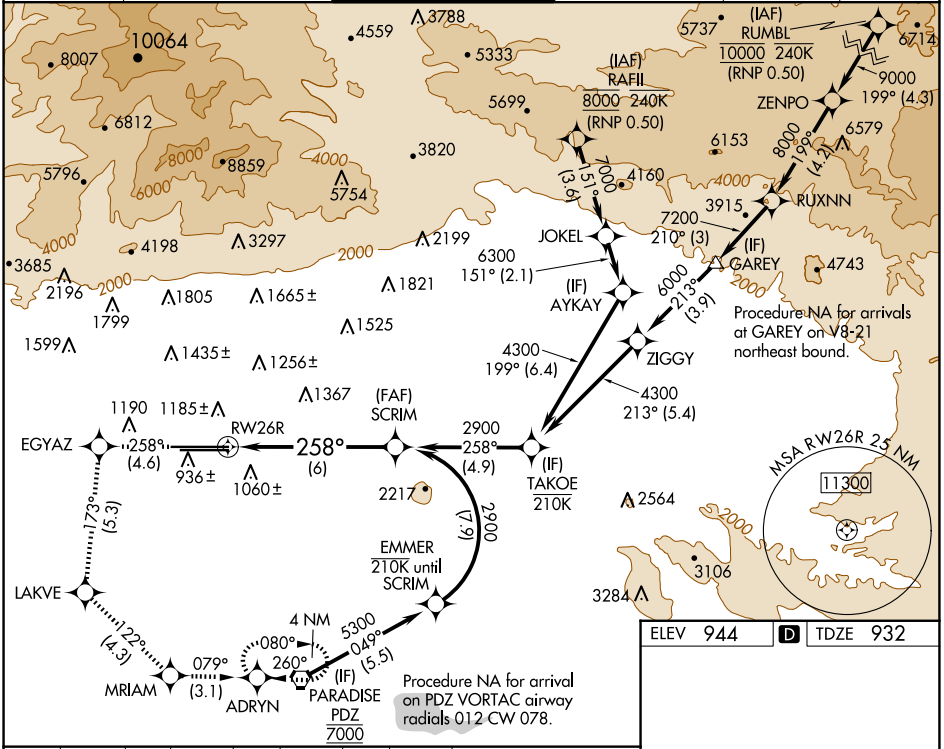 3788
4559
5737
(IAF)
RUMBL
10000 240K
(RNP 0.50)
6714
10064
8007
5333
(IAF)
RAFII
8000 240K
(RNP 0.50)
9000
199° (4.3)
ZENPO
5699
6812
8000
199°
(4.2)
6579
8000
8859
4000
5754
3820
6153
7000
151°
(3.6)
4160
4000
5796
6000
3915
RUXNN
7200
210° (3)
4000
4198
3297
2000
2199
JOKEL
(IF)
GAREY
4743
3685
2196
2000
6300
151° (2.1)
6000
213°
(3.9)
2000
1799
1805
1665±
1821
(IF)
AYKAY
Procedure NA for arrivals
at GAREY on V8-21
northeast bound.
1525
1599
1435±
1256±
4300
199° (6.4)
ZIGGY
1367
(FAF)
SCRIM
4300
213° (5.4)
1190
1185±
RW26R
EGYAZ
258°
(4.6)
936±
1060±
258°
(6)
2900
258°
(4.9)
(IF)
TAKOE
210K
MSA RW26R 25 NM
11300
2217
2564
2000
173°
(5.3)
2900
(7.9)
EMMER
210K until
SCRIM
3106
LAKVE
3284
122°
(4.3)
4 NM
080°
260°
5300
049°
(5.5)
ELEV 944
D
TDZE 932
079°
(3.1)
MRIAM
ADRYN
(IF)
PARADISE
PDZ
7000
Procedure NA for arrival
on PDZ VORTAC airway
radials 012 CW 078.